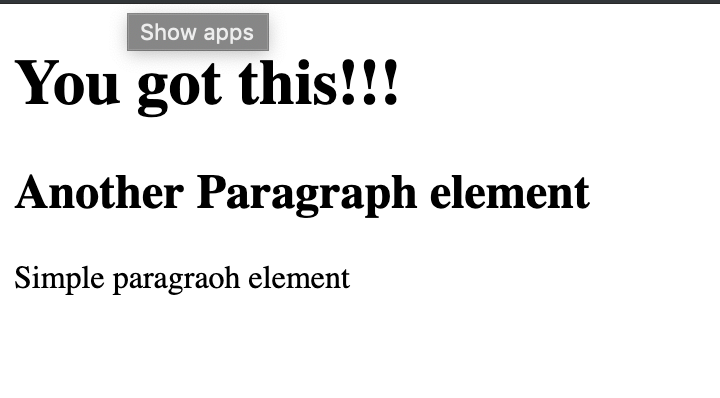 Show apps
You got this!!!
Another Paragraph element
Simple paragraoh element